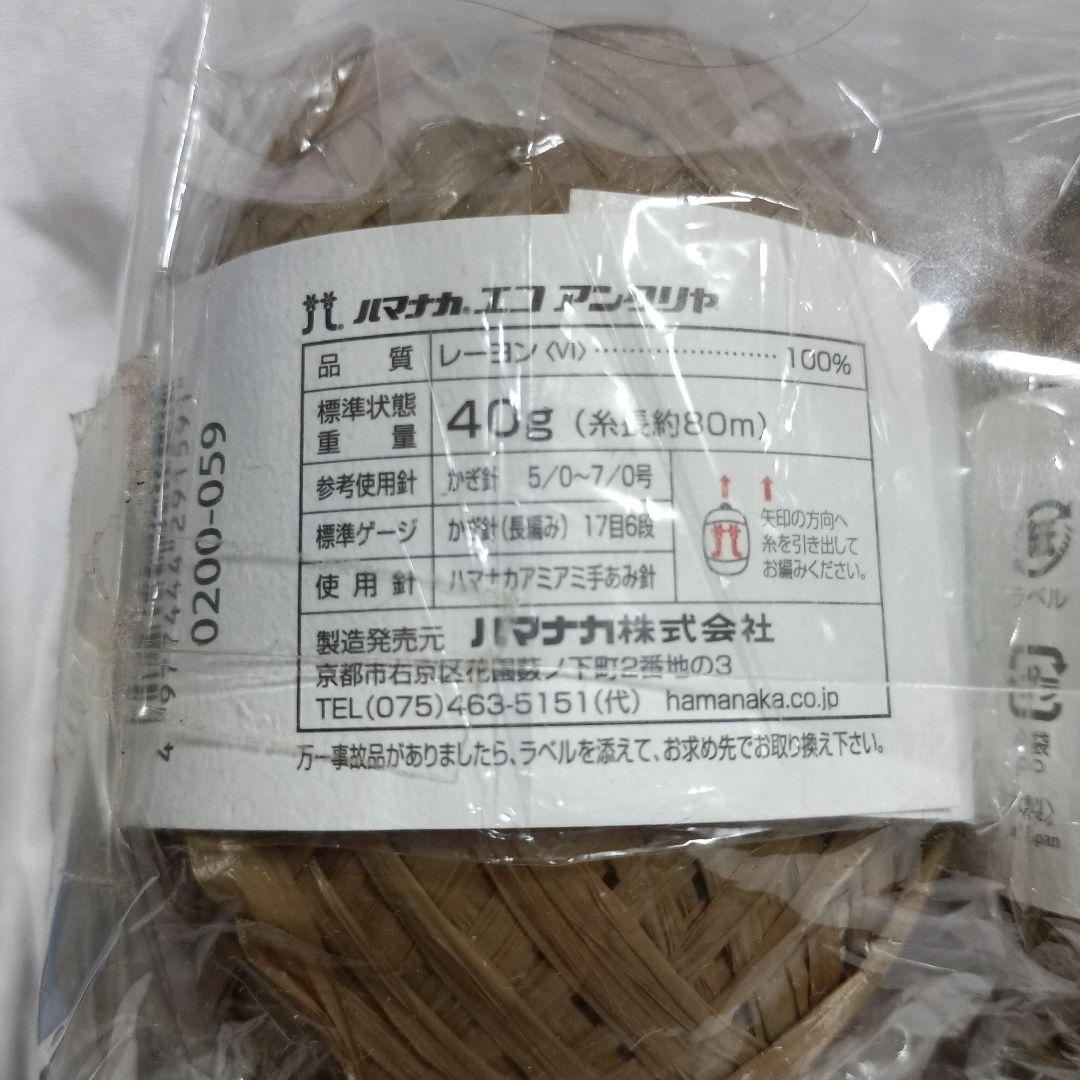 ハマナカ® エコ アンダリヤ
品質 レーヨン〈VI〉…………………… 100%
標準状態重量 40g（糸長約80m）
参考使用針 かぎ針 5/0〜7/0号
標準ゲージ かぎ針(長編み) 17目6段
使用針 ハマナカアミアミ手あみ針
矢印の方向へ
糸を引き出して
お編みください。
製造発売元 ハマナカ株式会社
京都市右京区花園薮ノ下町2番地の3
TEL(075)463-5151(代) hamanaka.co.jp
万一事故品がありましたら、ラベルを添えて、お求め先でお取り換え下さい。
0200-059
ラベル
袋